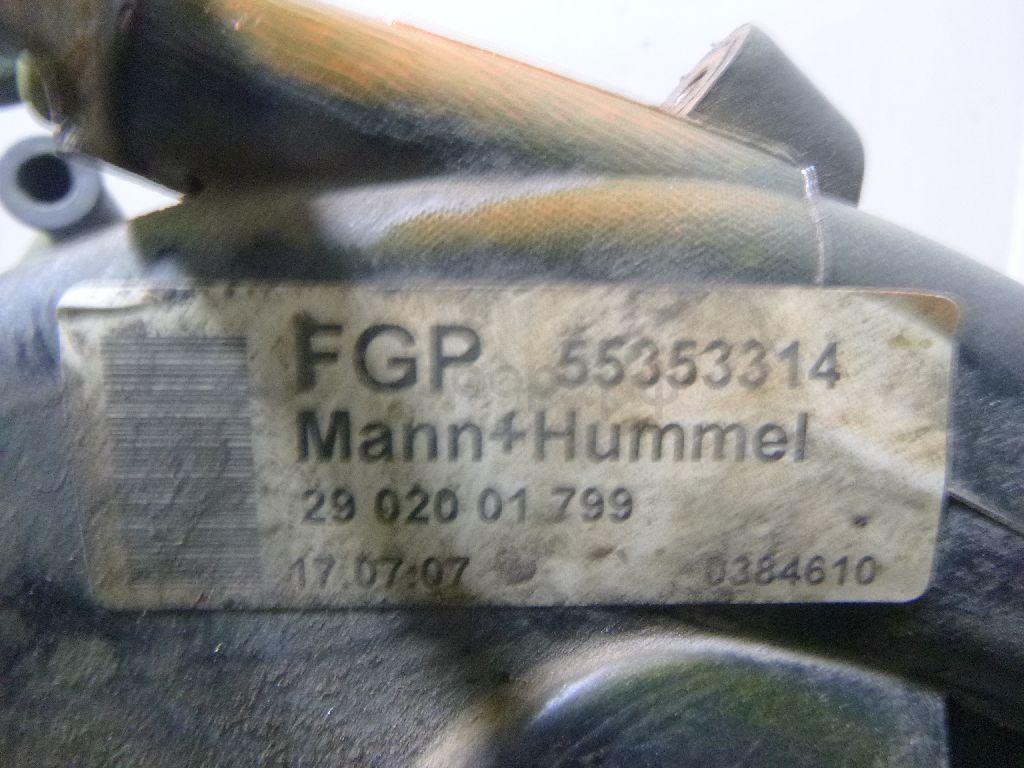 FGP 55353314
Mann+Hummel
29 020 01 799
17.07.07 0384610